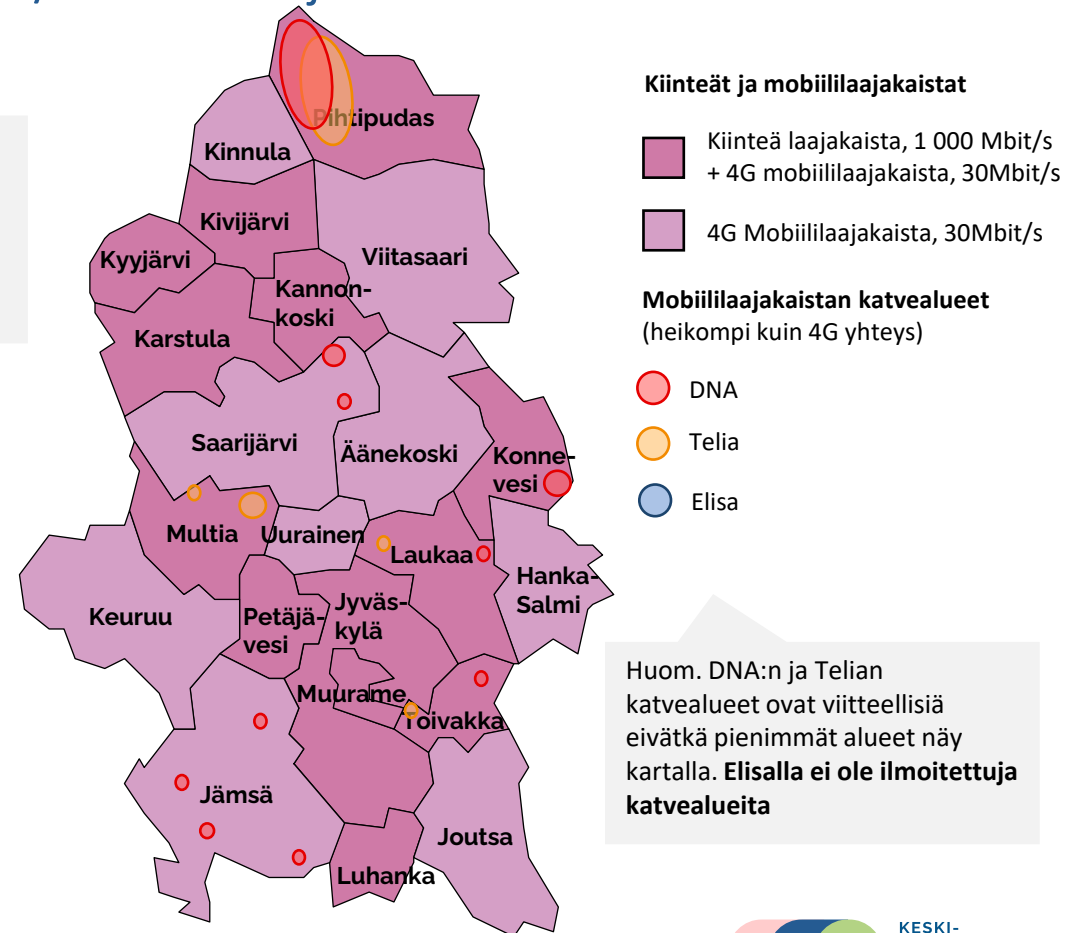 Pihtipudas
Kinnula
Kivijärvi
Kyyjärvi
Viitasaari
Kannon-
koski
Karstula
Saarijärvi
Äänekoski
Konne-
vesi
Multia
Uurainen
Laukaa
Hanka-
Salmi
Keuruu
Petäjä-
vesi
Jyväs-
kylä
Muurame
Toivakka
Jämsä
Joutsa
Luhanka
Kiinteät ja mobiililaajakaistat
Kiinteä laajakaista, 1 000 Mbit/s
+ 4G mobiililaajakaista, 30Mbit/s
4G Mobiililaajakaista, 30Mbit/s
Mobiililaajakaistan katvealueet
(heikompi kuin 4G yhteys)
DNA
Telia
Elisa
Huom. DNA:n ja Telian
katvealueet ovat viitteellisiä
eivätkä pienimmät alueet näy
kartalla. Elisalla ei ole ilmoitettuja
katvealueita
KESKI-